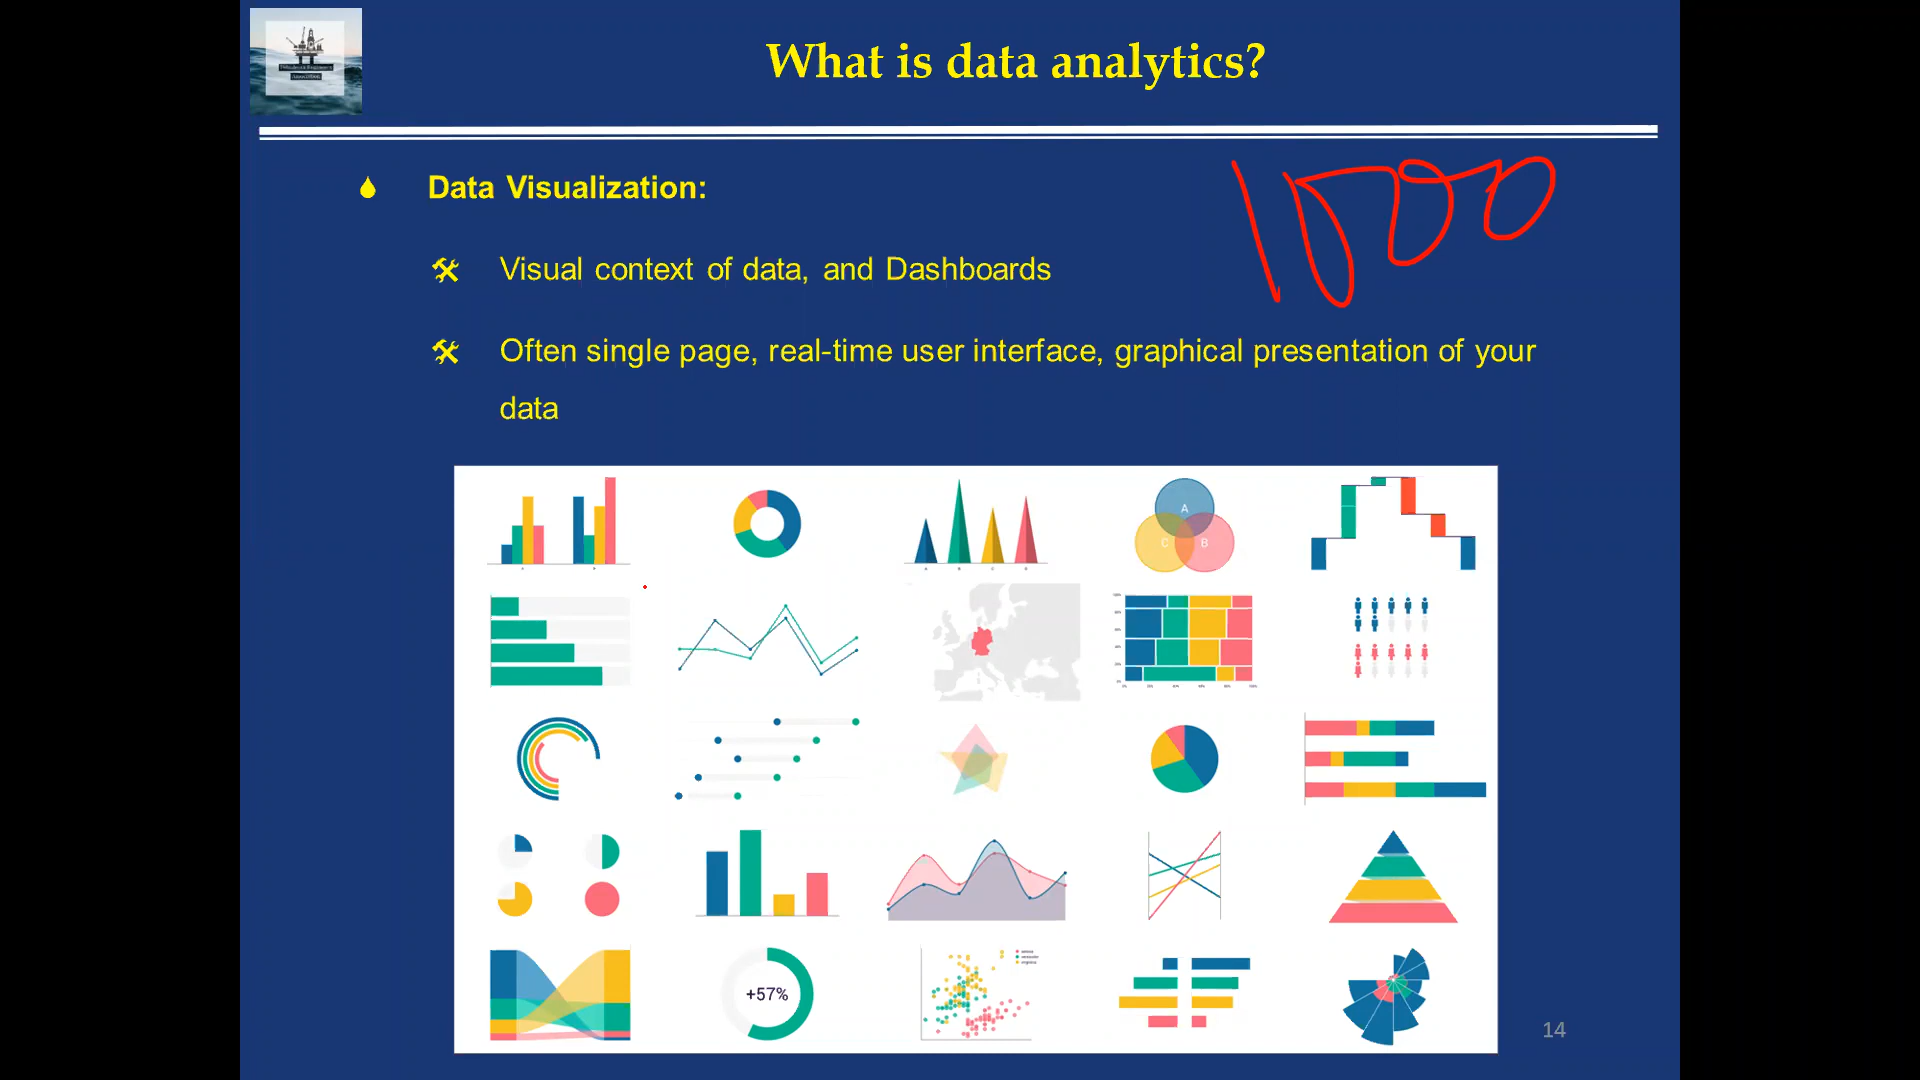 What is data analytics?
1000
Data Visualization:
Visual context of data, and Dashboards
Often single page, real-time user interface, graphical presentation of your
data
A
C B
+57%
14